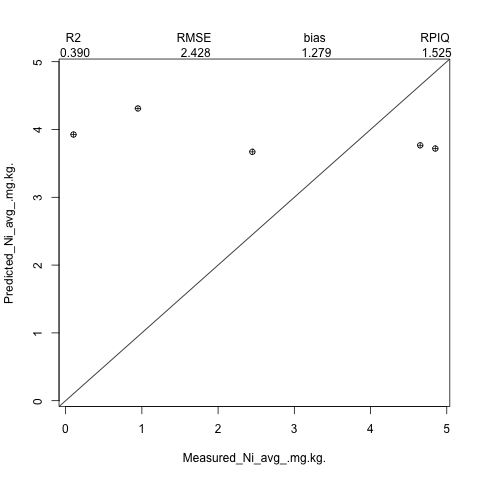 R2 RMSE bias RPIQ
0.390 2.428 1.279 1.525
5
4
3
2
1
0
Predicted_Ni_avg_.mg.kg.
0 1 2 3 4 5
Measured_Ni_avg_.mg.kg.